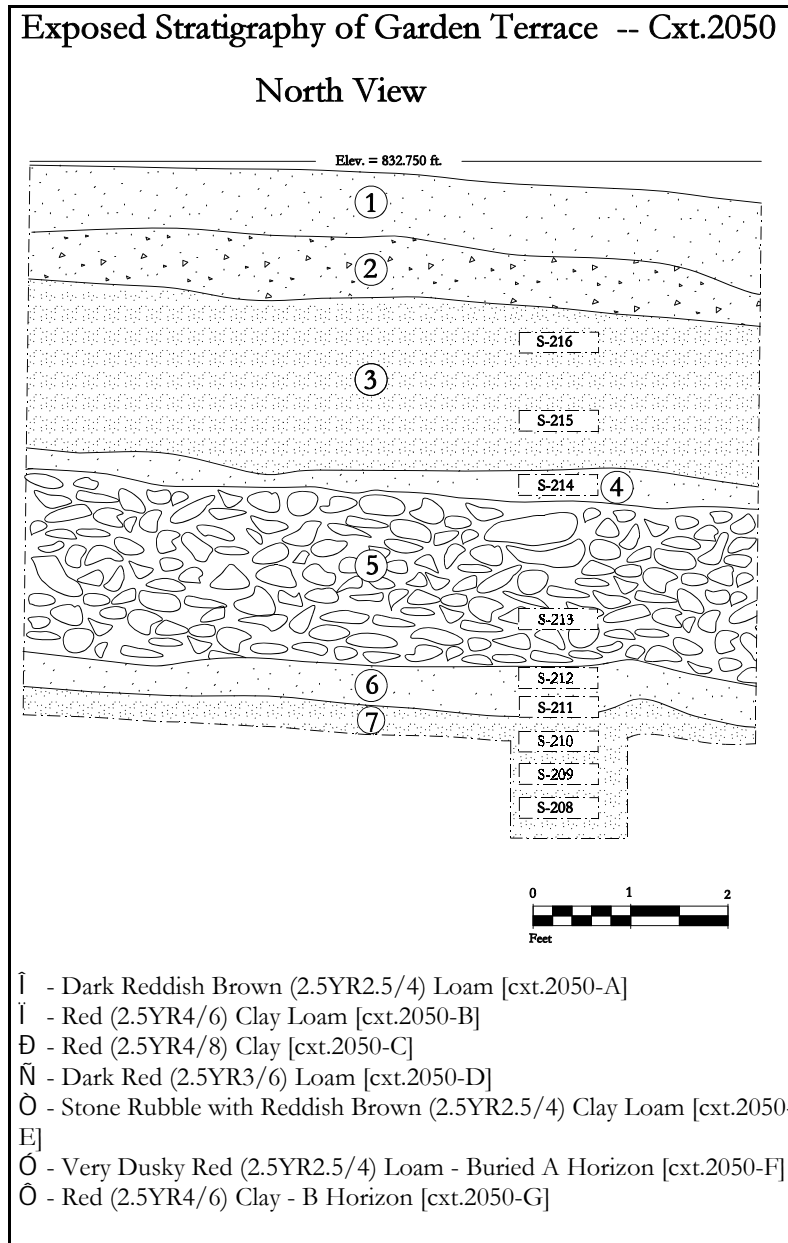 Exposed Stratigraphy of Garden Terrace -- Cxt.2050
North View
Elev. = 832.750 ft.
1
2
S-216
3
S-215
S-214 4
5
S-213
S-212
6
S-211
7
S-210
S-209
S-208
0 1 2
Feet
Î - Dark Reddish Brown (2.5YR2.5/4) Loam [cxt.2050-A]
Ï - Red (2.5YR4/6) Clay Loam [cxt.2050-B]
Ð - Red (2.5YR4/8) Clay [cxt.2050-C]
Ñ - Dark Red (2.5YR3/6) Loam [cxt.2050-D]
Ò - Stone Rubble with Reddish Brown (2.5YR2.5/4) Clay Loam [cxt.2050-
E]
Ó - Very Dusky Red (2.5YR2.5/4) Loam - Buried A Horizon [cxt.2050-F]
Ô - Red (2.5YR4/6) Clay - B Horizon [cxt.2050-G]